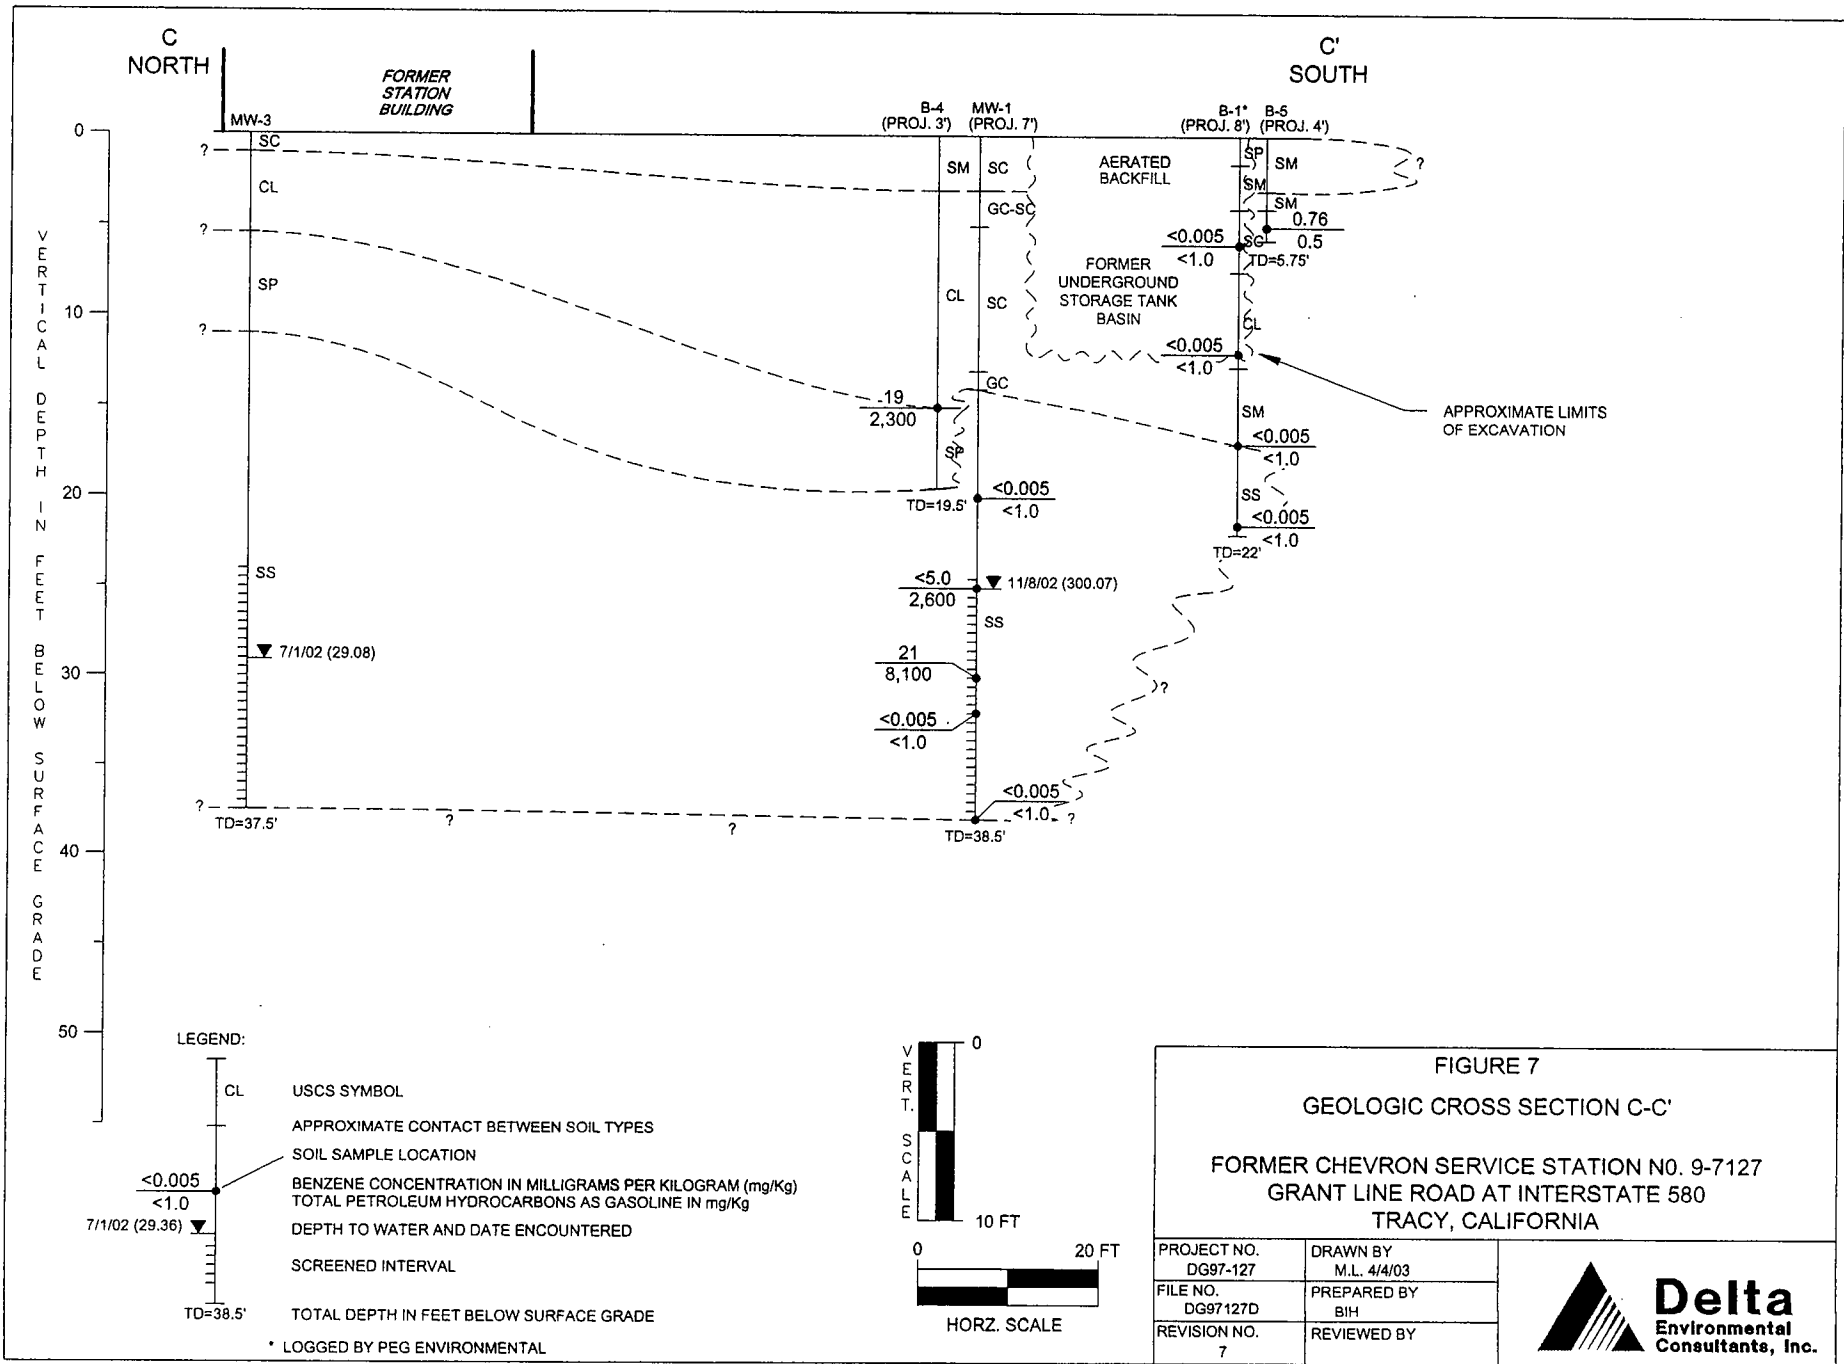 C
NORTH
C'
SOUTH
FORMER
STATION
BUILDING
MW-3
B-4
(PROJ. 3')
MW-1
(PROJ. 7')
B-1*
(PROJ. 8')
B-5
(PROJ. 4')
VERTICAL DEPTH IN FEET BELOW SURFACE GRADE
0
10
20
30
40
50
?
SC
CL
?
SP
?
SS
7/1/02 (29.08)
?
TD=37.5'
?
?
SM
CL
-19
2,300
SP
TD=19.5'
SC
GC-SC
SC
GC
<0.005
<1.0
<5.0
2,600
11/8/02 (300.07)
SS
21
8,100
<0.005
<1.0
<0.005
<1.0
?
TD=38.5'
?
AERATED
BACKFILL
FORMER
UNDERGROUND
STORAGE TANK
BASIN
SP
SM
SC
CL
SM
SS
<0.005
<1.0
<0.005
<1.0
<0.005
<1.0
<0.005
<1.0
TD=22'
SM
SM
0.76
0.5
TD=5.75'
?
APPROXIMATE LIMITS
OF EXCAVATION
LEGEND:
CL
USCS SYMBOL
APPROXIMATE CONTACT BETWEEN SOIL TYPES
SOIL SAMPLE LOCATION
<0.005
<1.0
BENZENE CONCENTRATION IN MILLIGRAMS PER KILOGRAM (mg/Kg)
TOTAL PETROLEUM HYDROCARBONS AS GASOLINE IN mg/Kg
7/1/02 (29.36)
DEPTH TO WATER AND DATE ENCOUNTERED
SCREENED INTERVAL
TD=38.5'
TOTAL DEPTH IN FEET BELOW SURFACE GRADE
* LOGGED BY PEG ENVIRONMENTAL
VERT. SCALE
0
10 FT
0
20 FT
HORZ. SCALE
FIGURE 7
GEOLOGIC CROSS SECTION C-C'
FORMER CHEVRON SERVICE STATION N0. 9-7127
GRANT LINE ROAD AT INTERSTATE 580
TRACY, CALIFORNIA
PROJECT NO.
DG97-127
DRAWN BY
M.L. 4/4/03
FILE NO.
DG97127D
PREPARED BY
BIH
REVISION NO.
7
REVIEWED BY
Delta
Environmental
Consultants, Inc.